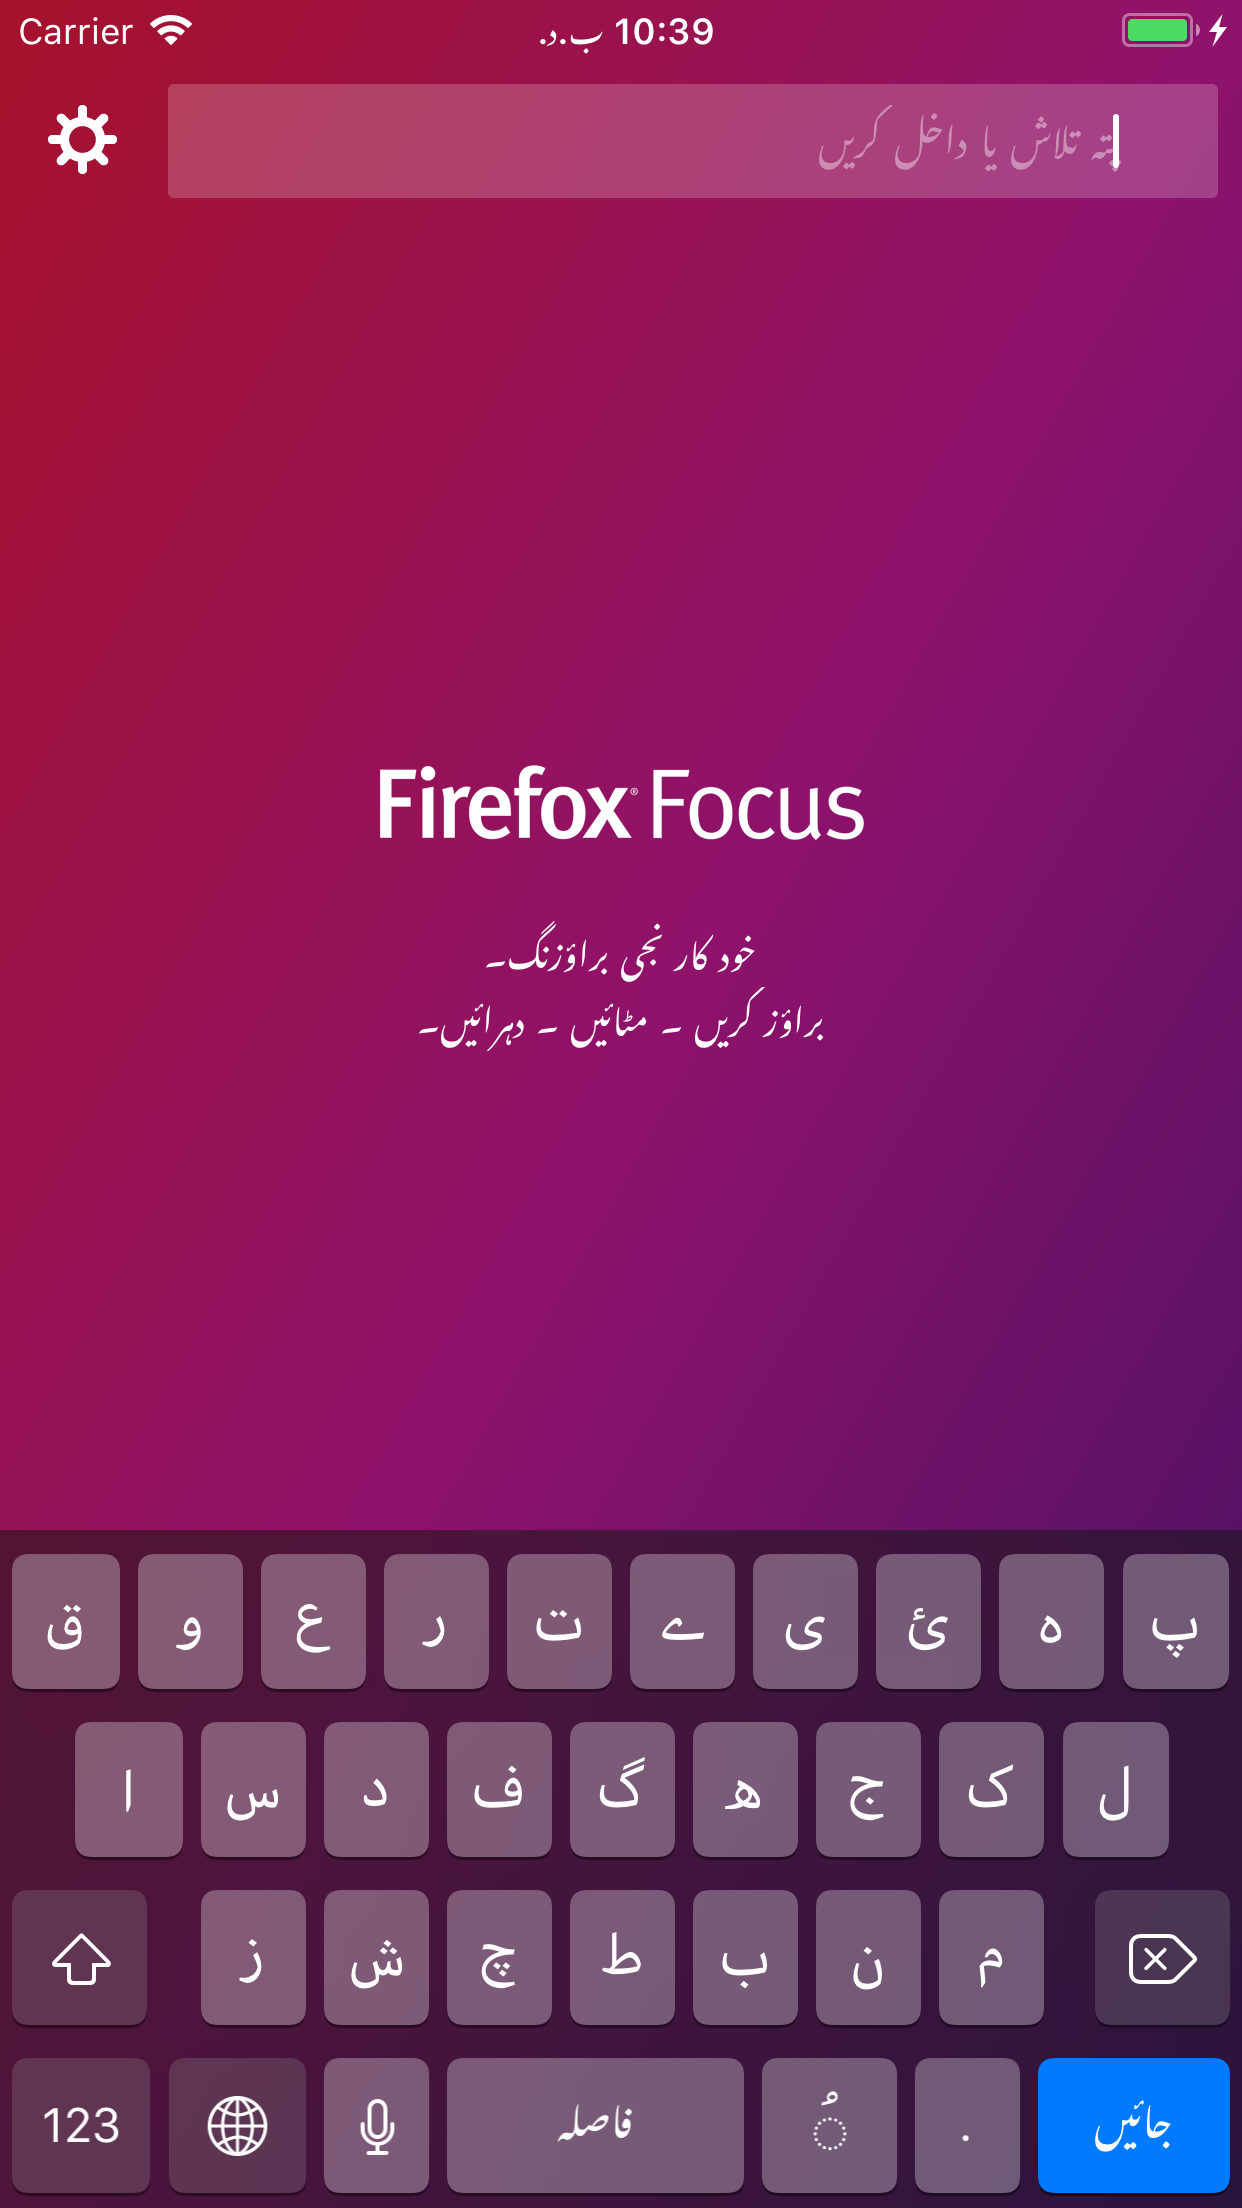 Carrier 10:39 ب.د.
پتہ تلاش یا داخل کریں
Firefox® Focus
خود کار نجی براؤزنگ۔
براؤز کریں ۔ مٹائیں ۔ دہرائیں۔
ق و ع ر ت ے ی ئ ہ پ
ا س د ف گ ھ ج ک ل
ز ش چ ط ب ن م
123 فاصلہ ُ . جائیں